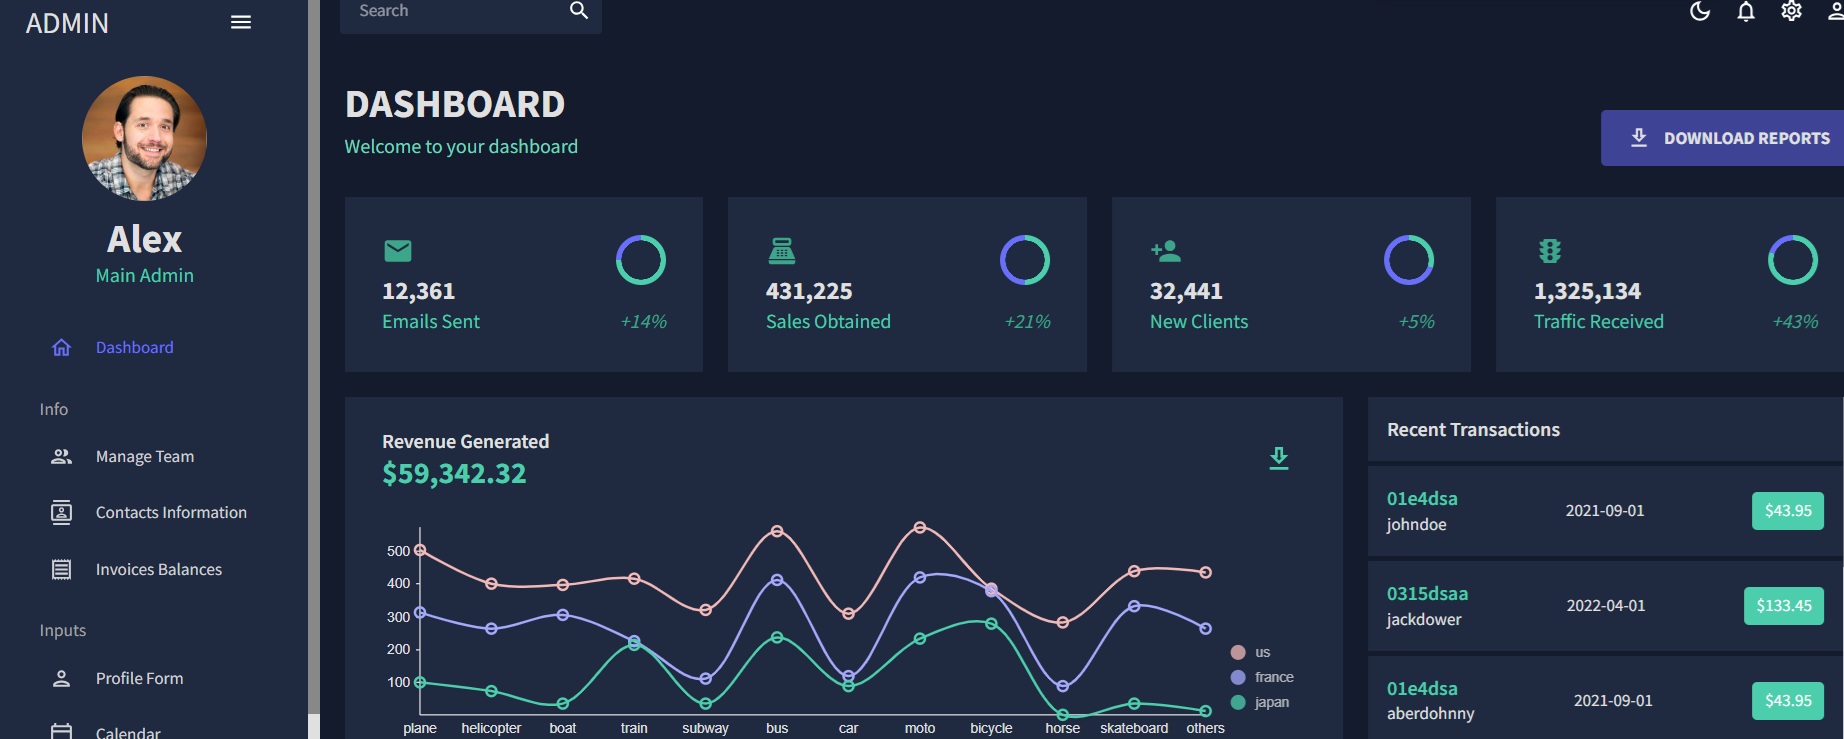 ADMIN
Search
Alex
Main Admin
Dashboard
Info
Manage Team
Contacts Information
Invoices Balances
Inputs
Profile Form
Calendar
DASHBOARD
Welcome to your dashboard
DOWNLOAD REPORTS
12,361
Emails Sent
+14%
431,225
Sales Obtained
+21%
32,441
New Clients
+5%
1,325,134
Traffic Received
+43%
Revenue Generated
$59,342.32
500
400
300
200
100
plane helicopter boat train subway bus car moto bicycle horse skateboard others
us
france
japan
Recent Transactions
01e4dsa
johndoe
2021-09-01
$43.95
0315dsaa
jackdower
2022-04-01
$133.45
01e4dsa
aberdohnny
2021-09-01
$43.95